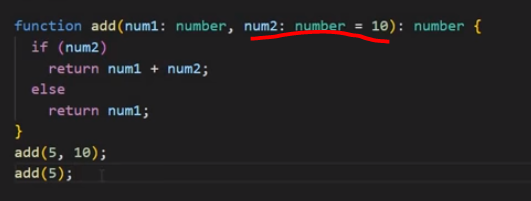 function add(num1: number, num2: number = 10): number {
  if (num2)
    return num1 + num2;
  else
    return num1;
}
add(5, 10);
add(5);